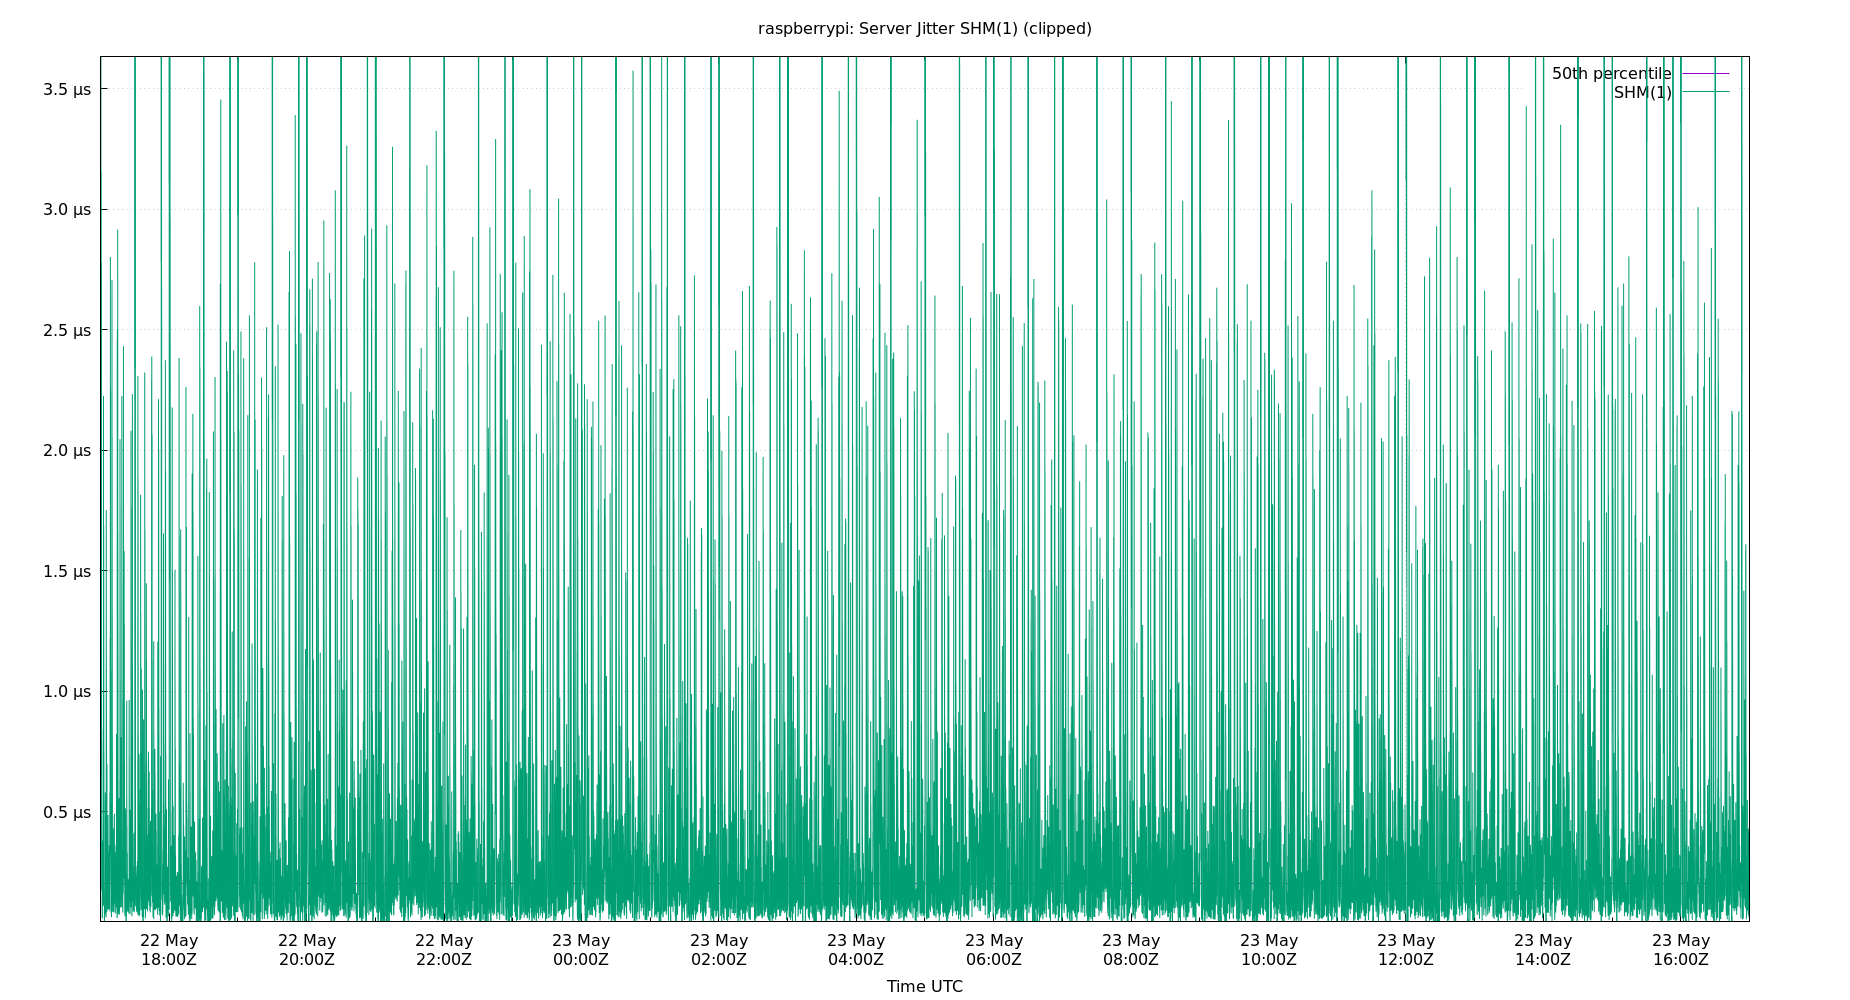 raspberrypi: Server Jitter SHM(1) (clipped)
50th percentile
SHM(1)
3.5 µs
3.0 µs
2.5 µs
2.0 µs
1.5 µs
1.0 µs
0.5 µs
22 May 22 May 22 May 23 May 23 May 23 May 23 May 23 May 23 May 23 May 23 May 23 May
18:00Z 20:00Z 22:00Z 00:00Z 02:00Z 04:00Z 06:00Z 08:00Z 10:00Z 12:00Z 14:00Z 16:00Z
Time UTC